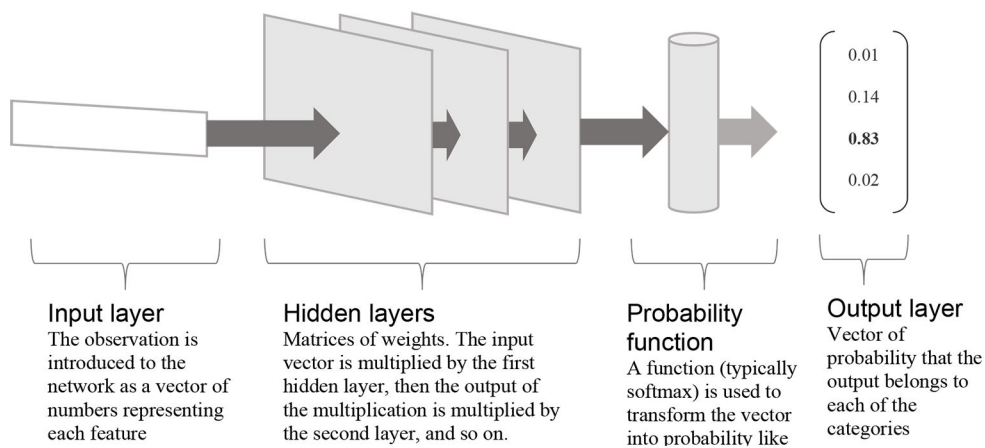 0.01
0.14
0.83
0.02
Input layer
The observation is
introduced to the
network as a vector of
numbers representing
each feature
Hidden layers
Matrices of weights. The input
vector is multiplied by the first
hidden layer, then the output of
the multiplication is multiplied by
the second layer, and so on.
Probability
function
A function (typically
softmax) is used to
transform the vector
into probability like
Output layer
Vector of
probability that the
output belongs to
each of the
categories